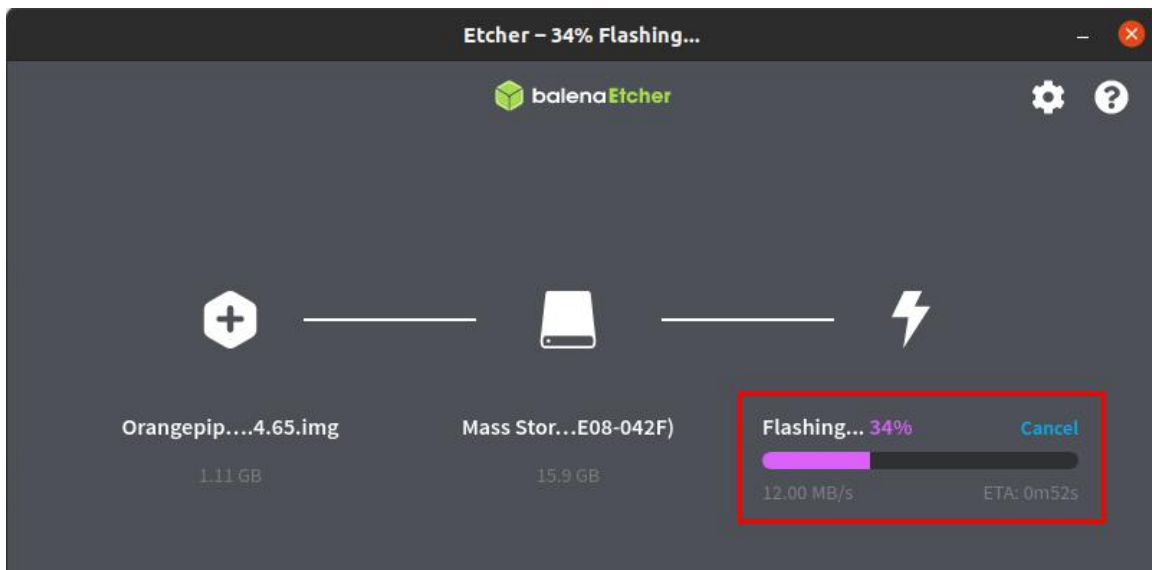 Etcher – 34% Flashing...
balenaEtcher
Orangepip....4.65.img
Mass Stor...E08-042F)
Flashing... 34%
Cancel
1.11 GB
15.9 GB
12.00 MB/s
ETA: 0m52s